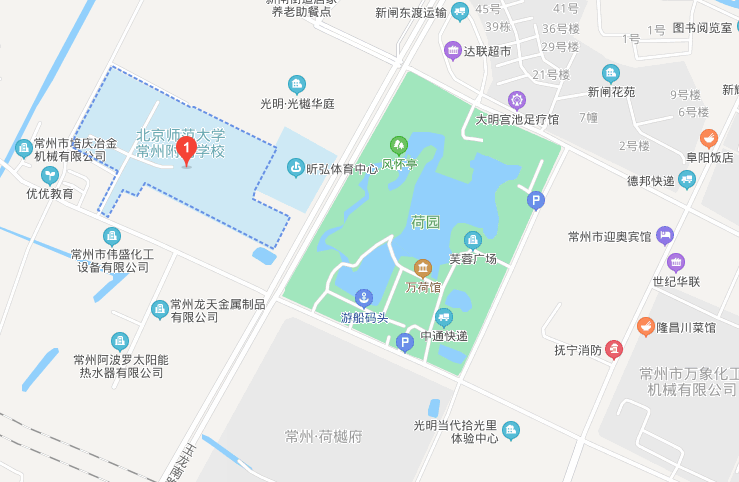 新闸街道居家
养老助餐点
新闸东渡运输
45号
39栋
41号
36号楼
29号楼
1号
1号
图书阅览室
达联超市
21号楼
光明·光樾华庭
新闸花苑
9号楼
6号楼
大明宫池足疗馆
7幢
2号楼
阜阳饭店
北京师范大学
常州附属学校
1
常州市培庆冶金
机械有限公司
优优教育
昕弘体育中心
风怀亭
德邦快递
荷园
P
常州市伟盛化工
设备有限公司
芙蓉广场
常州市迎奥宾馆
世纪华联
万荷馆
常州龙天金属制品
有限公司
游船码头
中通快递
隆昌川菜馆
P
抚宁消防
常州阿波罗太阳能
热水器有限公司
常州市万象化工
机械有限公司
常州·荷樾府
光明当代拾光里
体验中心
玉龙南路